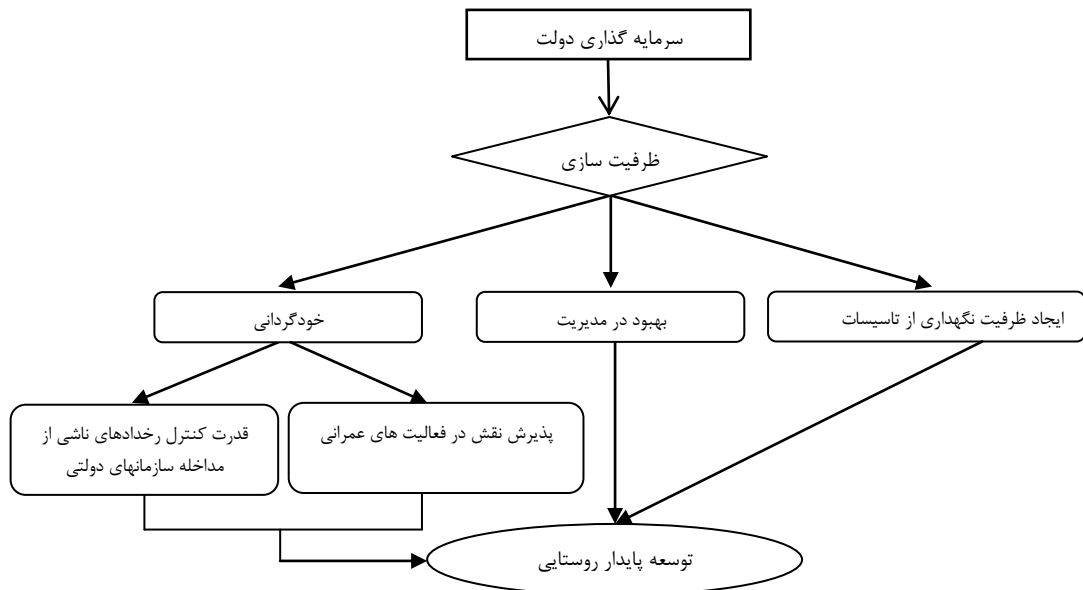 سرمایه گذاری دولت
ظرفیت سازی
ایجاد ظرفیت نگهداری از تاسیسات
بهبود در مدیریت
خودگردانی
پذیرش نقش در فعالیت های عمرانی
قدرت کنترل رخدادهای ناشی از
مداخله سازمانهای دولتی
توسعه پایدار روستایی